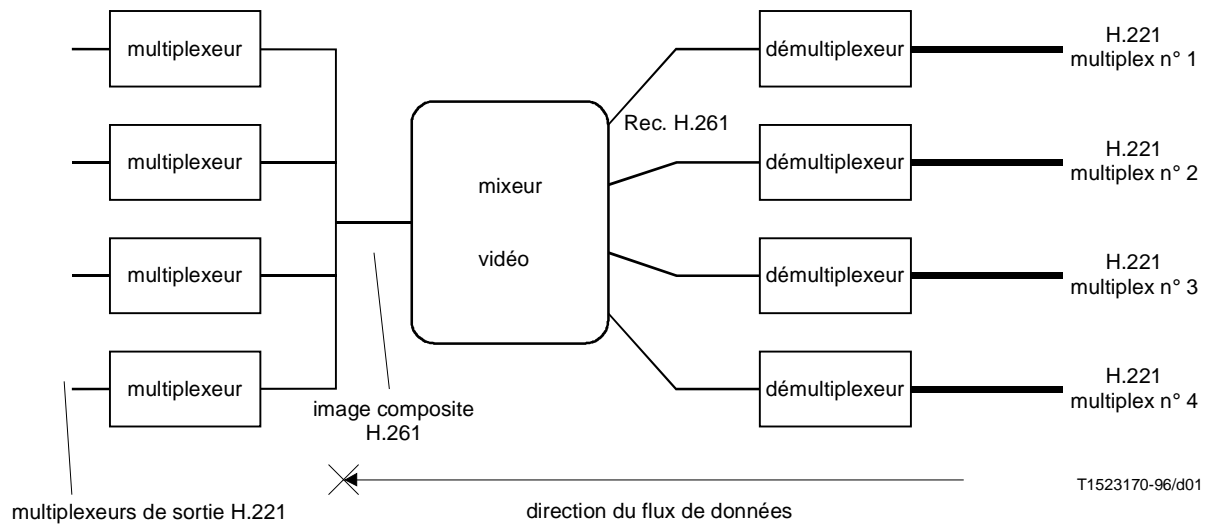 multiplexeur
démultiplexeur
H.221
multiplex n° 1
Rec. H.261
multiplexeur
démultiplexeur
H.221
multiplex n° 2
mixeur
vidéo
multiplexeur
démultiplexeur
H.221
multiplex n° 3
multiplexeur
démultiplexeur
H.221
multiplex n° 4
image composite
H.261
T1523170-96/d01
multiplexeurs de sortie H.221
direction du flux de données